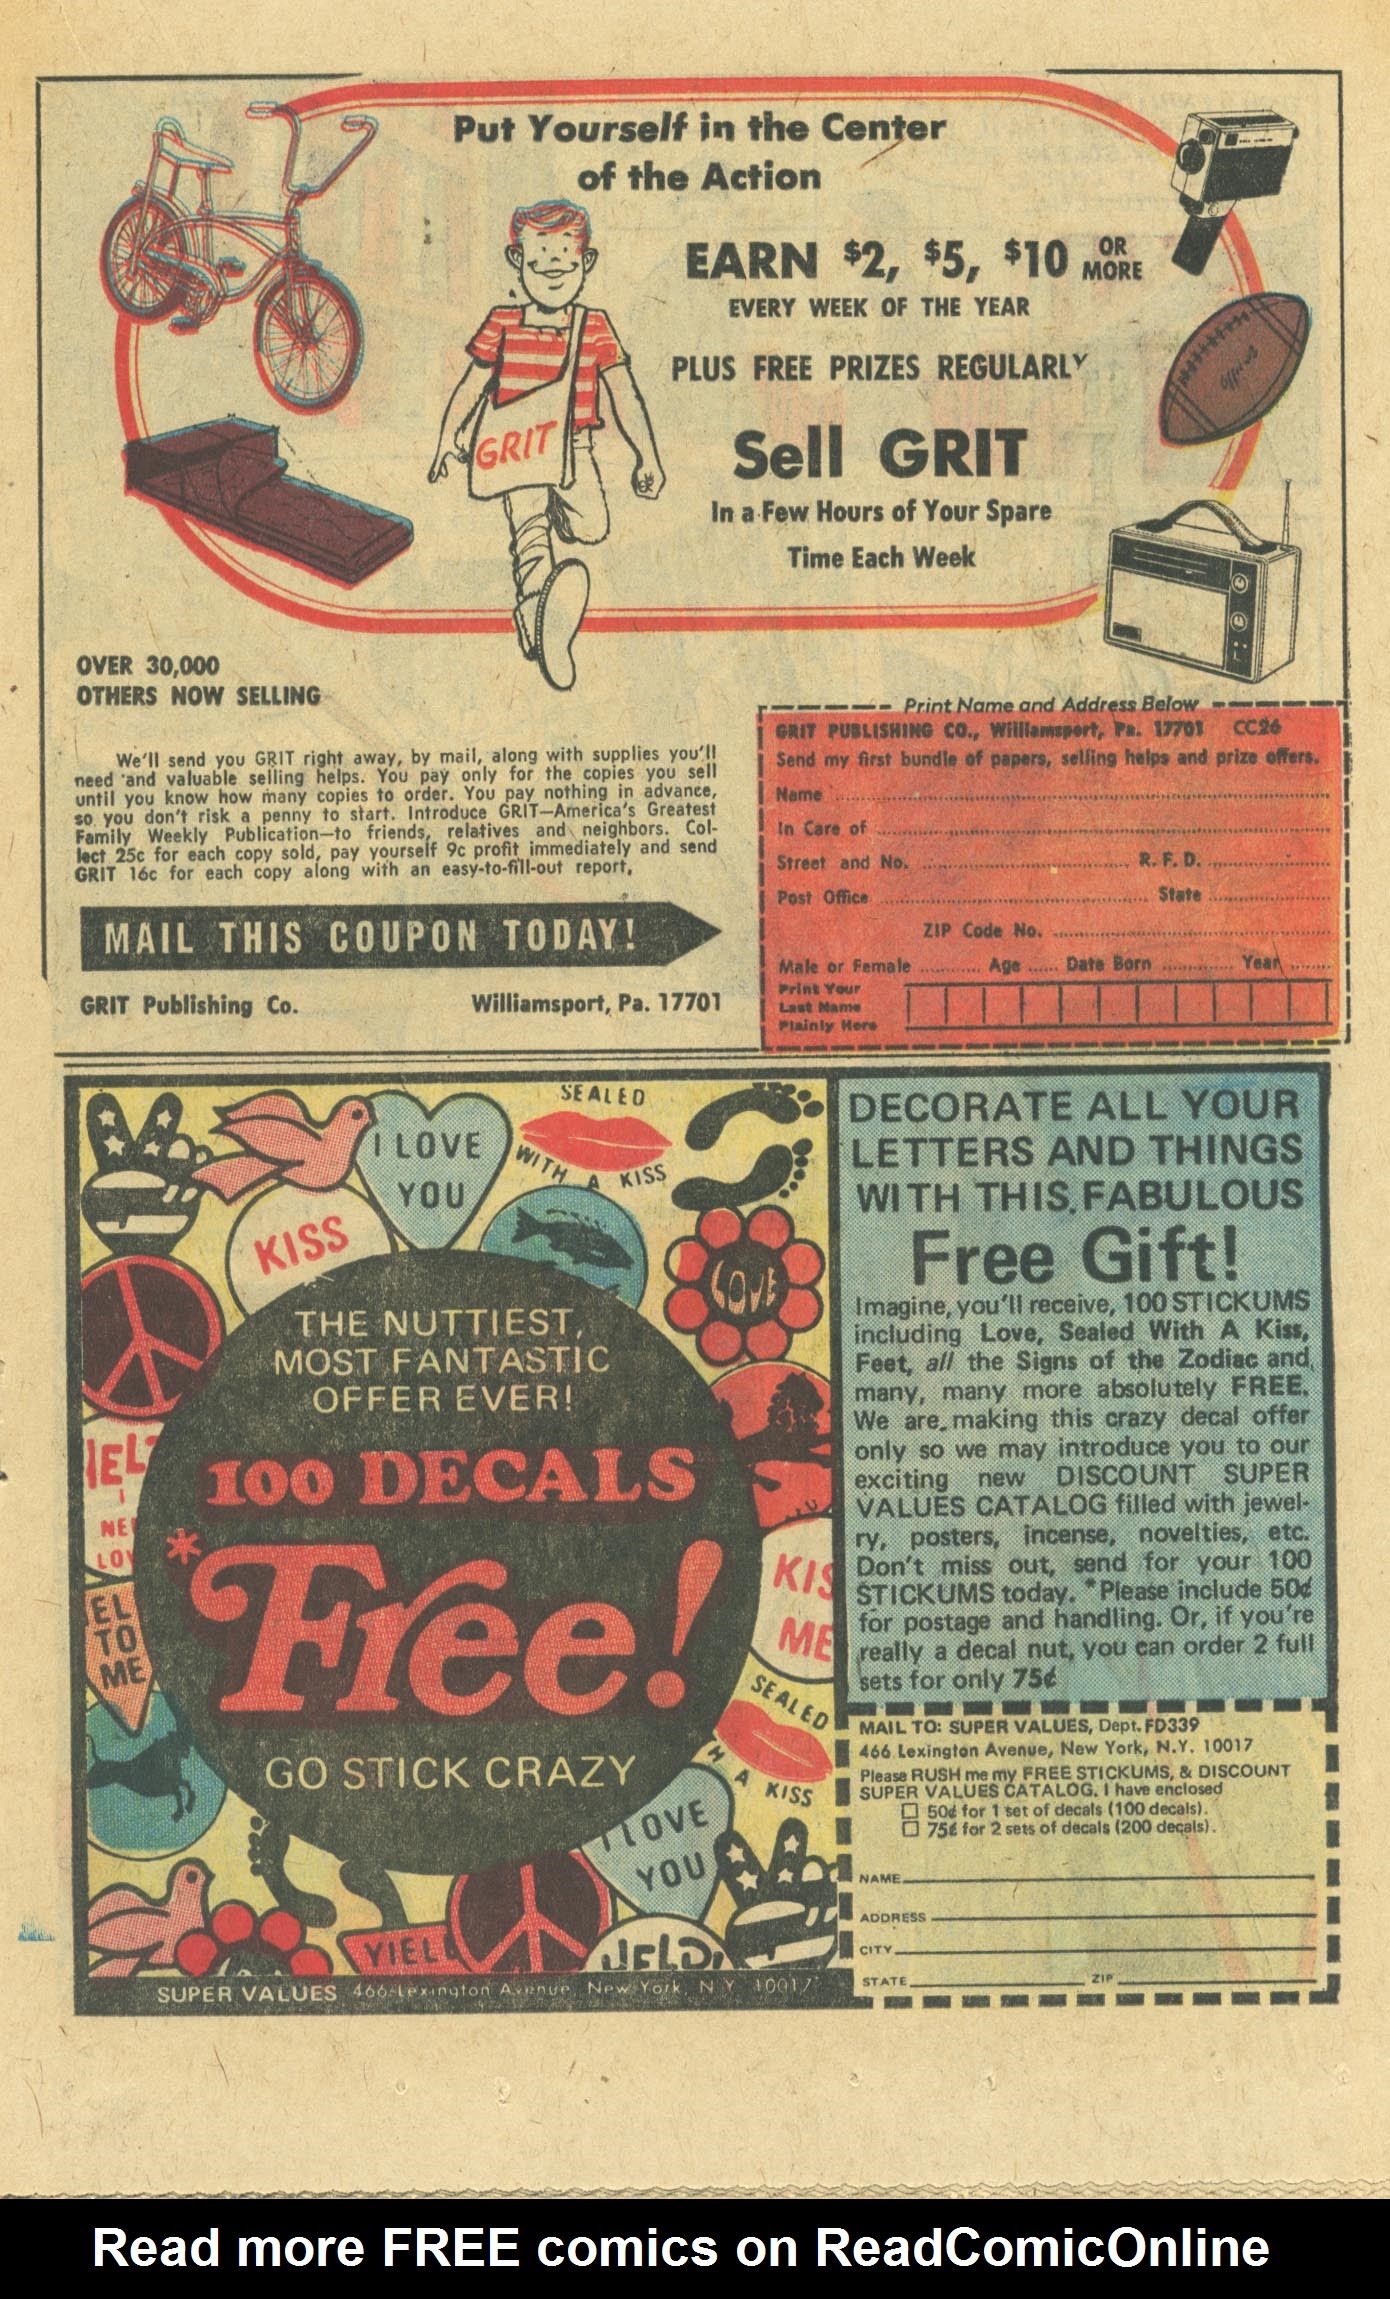 Put Yourself in the Center
of the Action
EARN $2, $5, $10 OR MORE
EVERY WEEK OF THE YEAR
PLUS FREE PRIZES REGULARLY
GRIT
Sell GRIT
In a Few Hours of Your Spare
Time Each Week
OVER 30,000
OTHERS NOW SELLING
We'll send you GRIT right away, by mail, along with supplies you'll
need and valuable selling helps. You pay only for the copies you sell
until you know how many copies to order. You pay nothing in advance,
so you don't risk a penny to start. Introduce GRIT—America's Greatest
Family Weekly Publication—to friends, relatives and neighbors. Col-
lect 25c for each copy sold, pay yourself 9c profit immediately and send
GRIT 16c for each copy along with an easy-to-fill-out report.
MAIL THIS COUPON TODAY!
GRIT Publishing Co. Williamsport, Pa. 17701
Print Name and Address Below
GRIT PUBLISHING CO., Williamsport, Pa. 17701 CC26
Send my first bundle of papers, selling helps and prize offers.
Name
In Care of
Street and No. R. F. D.
Post Office State
ZIP Code No.
Male or Female Age Date Born Year
Print Your
Last Name
Plainly Here
SEALED
WITH A KISS
I LOVE
YOU
KISS
LOVE
THE NUTTIEST,
MOST FANTASTIC
OFFER EVER!
100 DECALS
*Free!
GO STICK CRAZY
IELD
I
NEE
LOV
EL
TO
ME
KIS
ME
SEALED
H A KISS
I LOVE
YOU
YIELD
SUPER VALUES 466 Lexington Avenue, New York, N.Y. 10017
DECORATE ALL YOUR
LETTERS AND THINGS
WITH THIS FABULOUS
Free Gift!
Imagine, you'll receive, 100 STICKUMS
including Love, Sealed With A Kiss,
Feet, all the Signs of the Zodiac and
many, many more absolutely FREE.
We are making this crazy decal offer
only so we may introduce you to our
exciting new DISCOUNT SUPER
VALUES CATALOG filled with jewel-
ry, posters, incense, novelties, etc.
Don't miss out, send for your 100
STICKUMS today. *Please include 50¢
for postage and handling. Or, if you're
really a decal nut, you can order 2 full
sets for only 75¢
MAIL TO: SUPER VALUES, Dept. FD339
466 Lexington Avenue, New York, N.Y. 10017
Please RUSH me my FREE STICKUMS, & DISCOUNT
SUPER VALUES CATALOG. I have enclosed
50¢ for 1 set of decals (100 decals).
75¢ for 2 sets of decals (200 decals).
NAME
ADDRESS
CITY
STATE ZIP
Read more FREE comics on ReadComicOnline